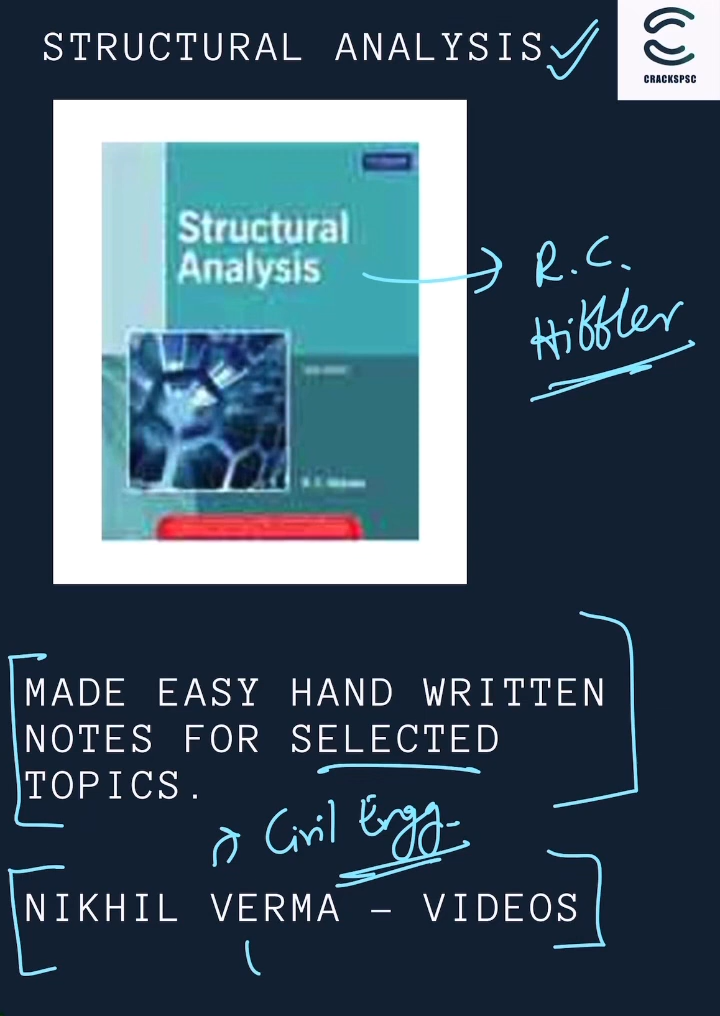 STRUCTURAL ANALYSIS
CRACKSPSC
Structural
Analysis
R.C.
Hibbler
MADE EASY HAND WRITTEN
NOTES FOR SELECTED
TOPICS.
Civil Engg.
NIKHIL VERMA – VIDEOS